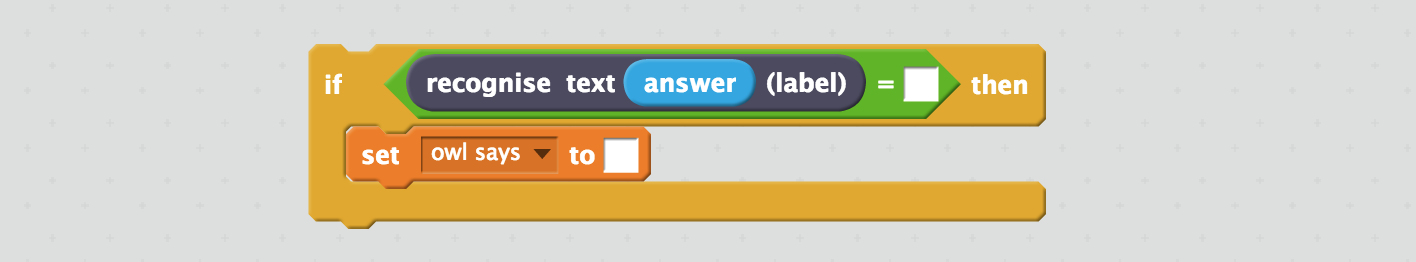 if recognise text answer (label) = then
set owl says to